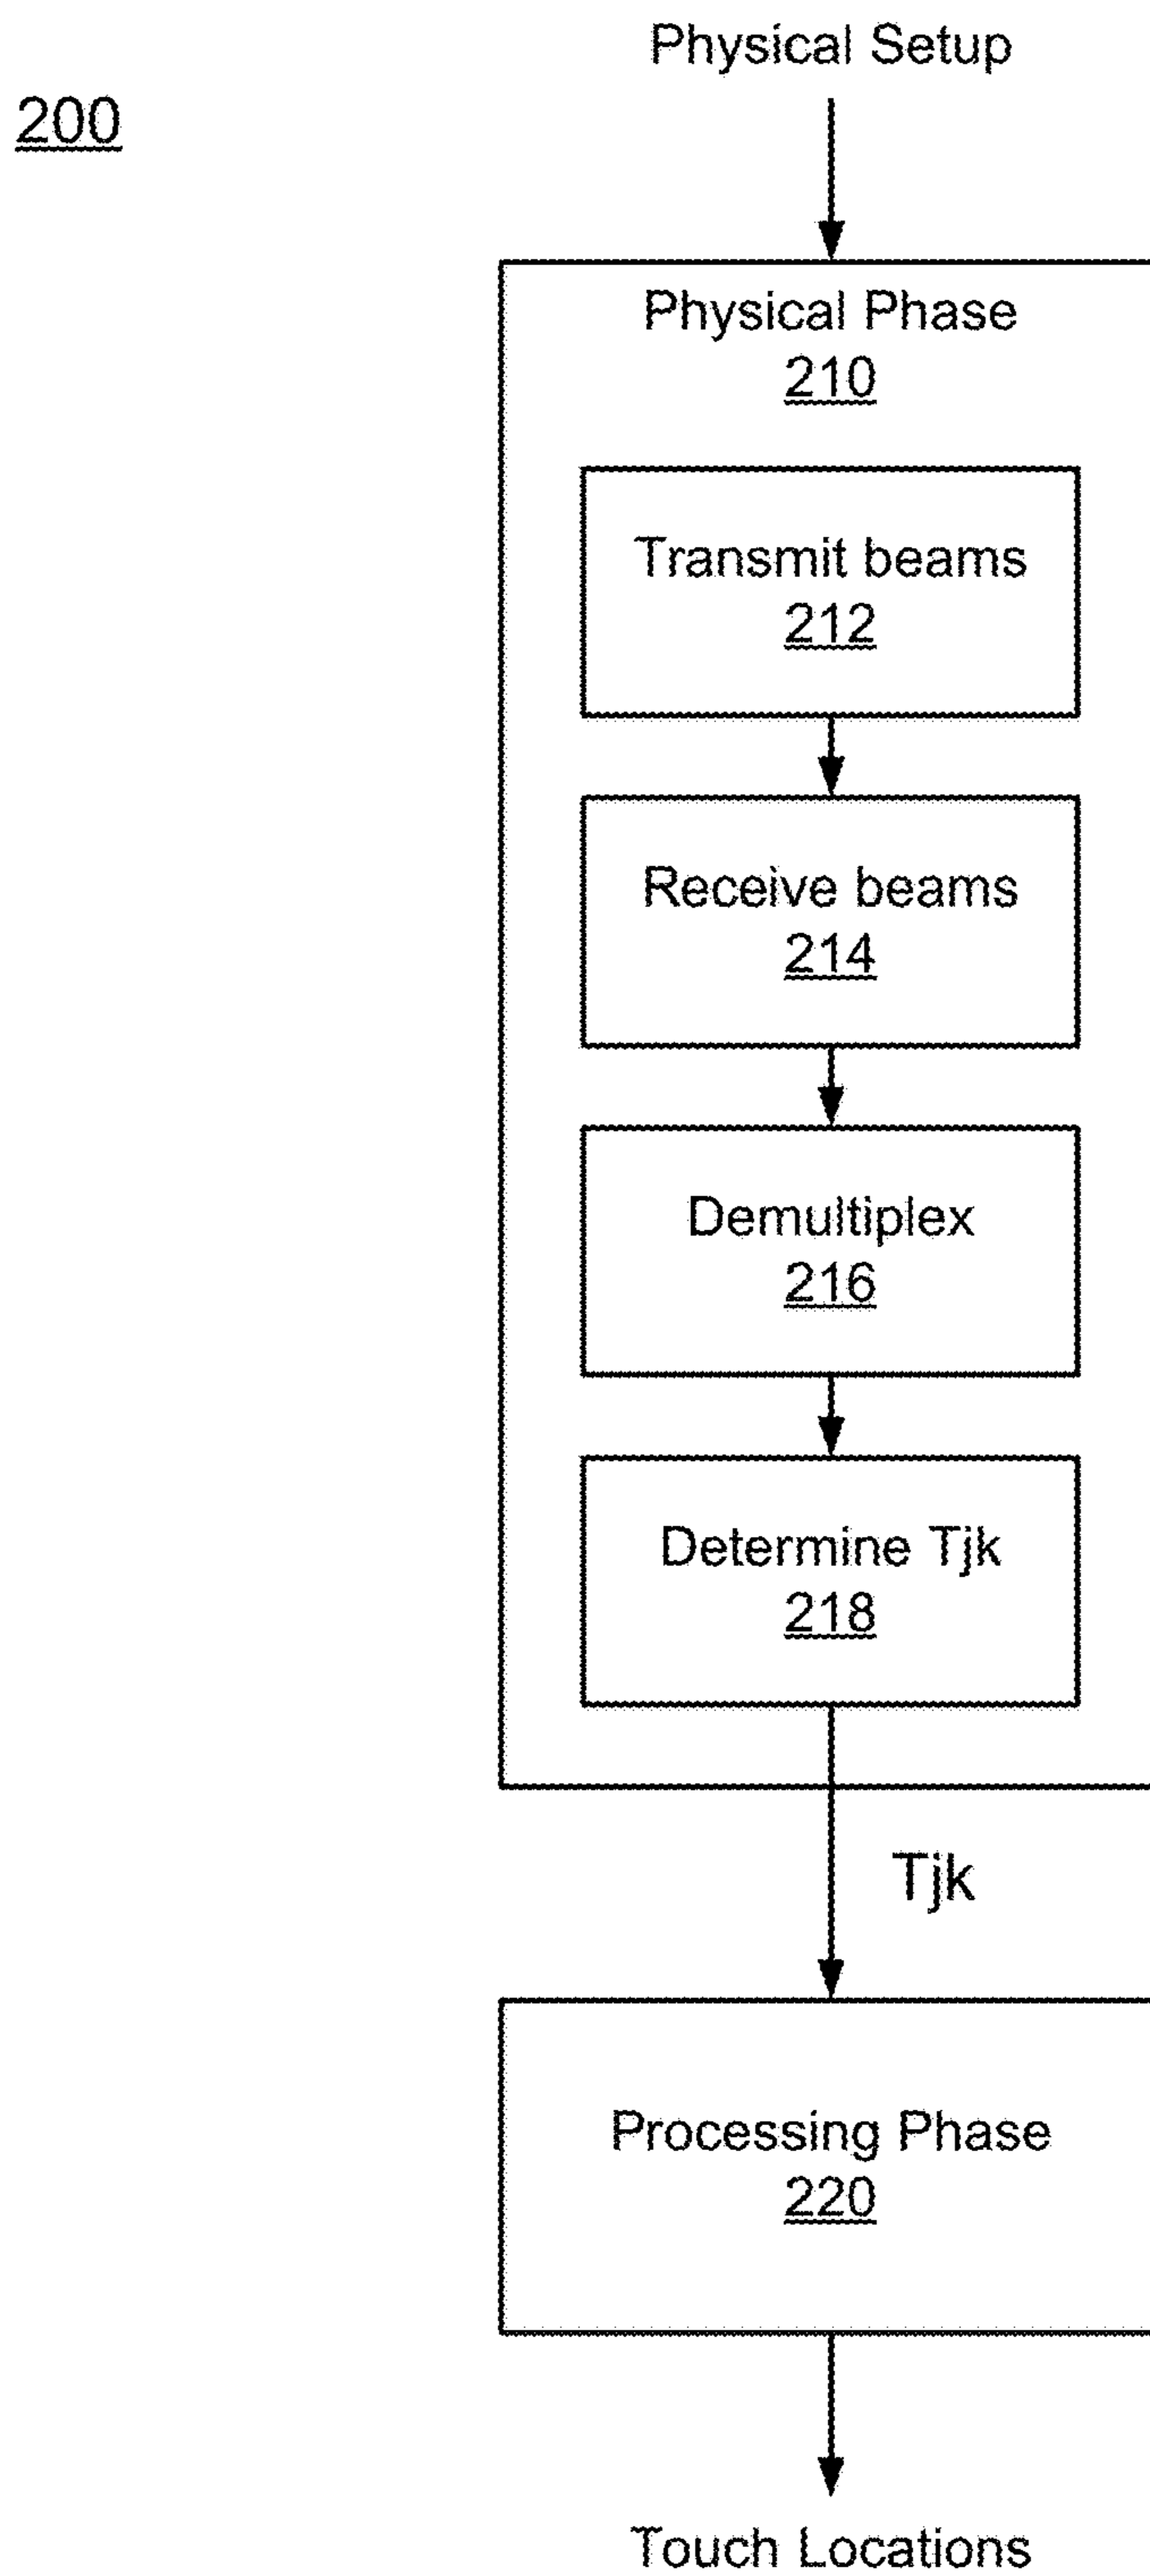 Physical Setup
200
Physical Phase
210
Transmit beams
212
Receive beams
214
Demultiplex
216
Determine Tjk
218
Tjk
Processing Phase
220
Touch Locations